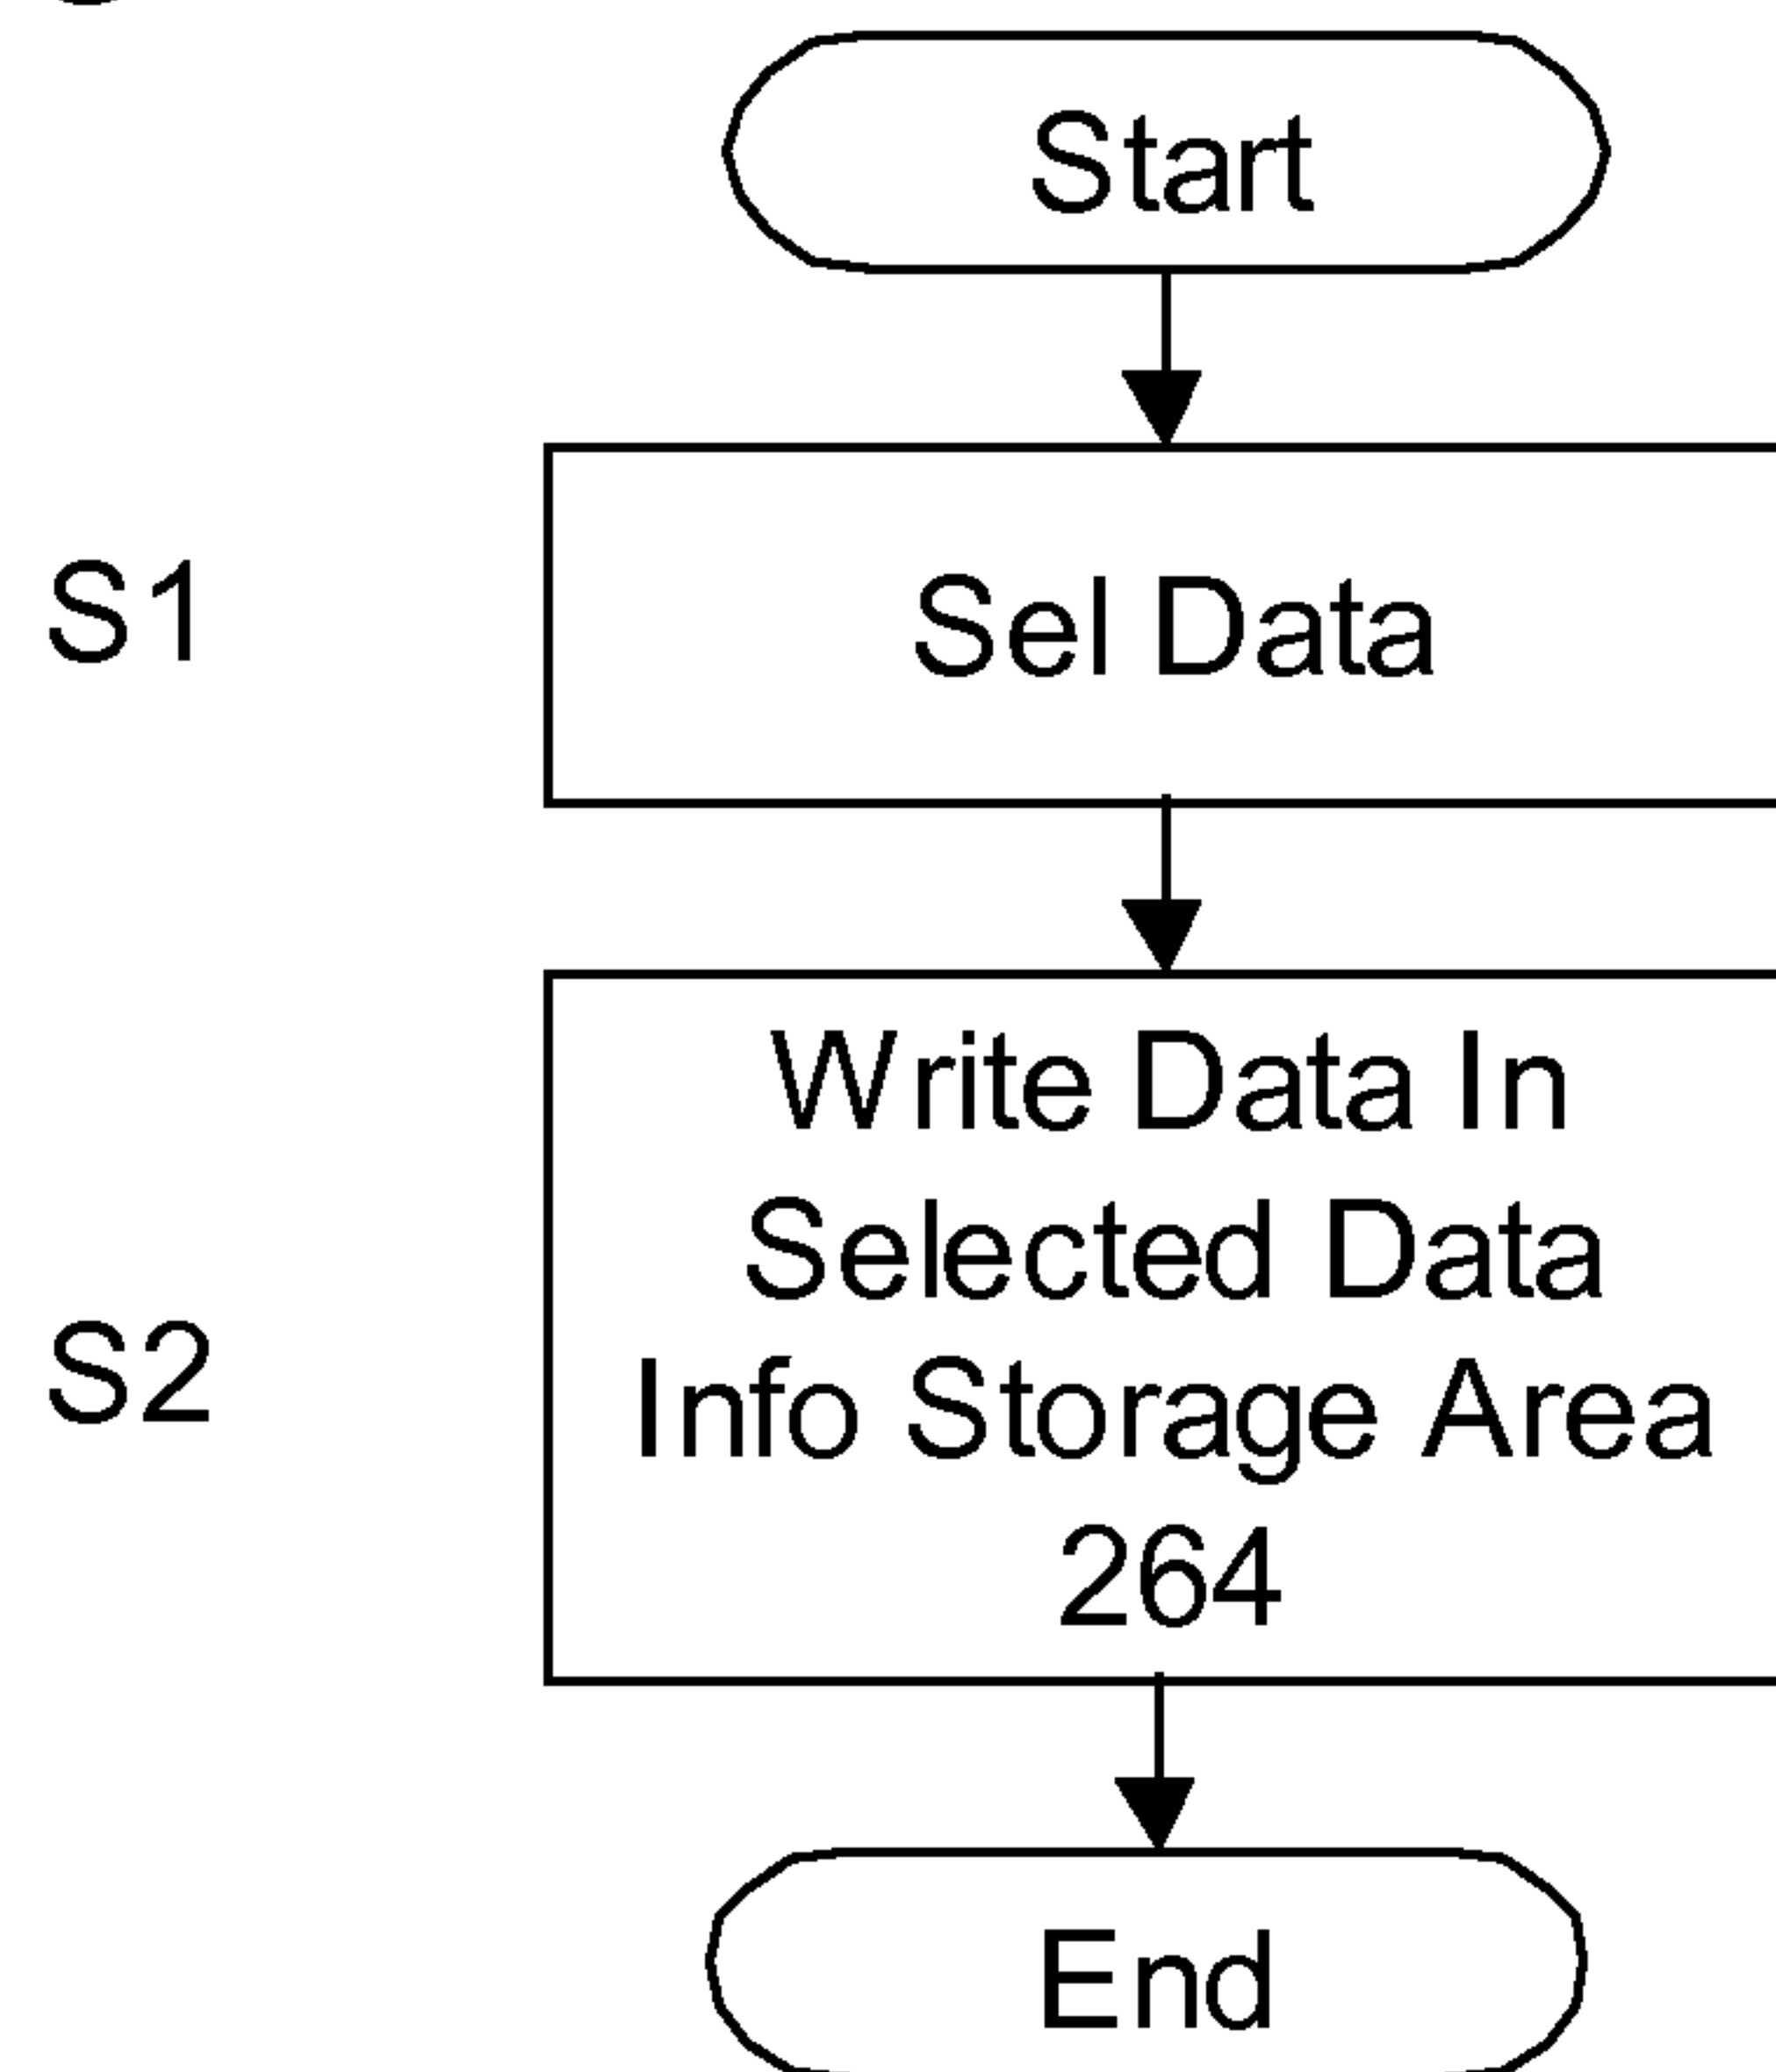 Start
S1
Sel Data
Write Data In
Selected Data
S2
Info Storage Area
264
End